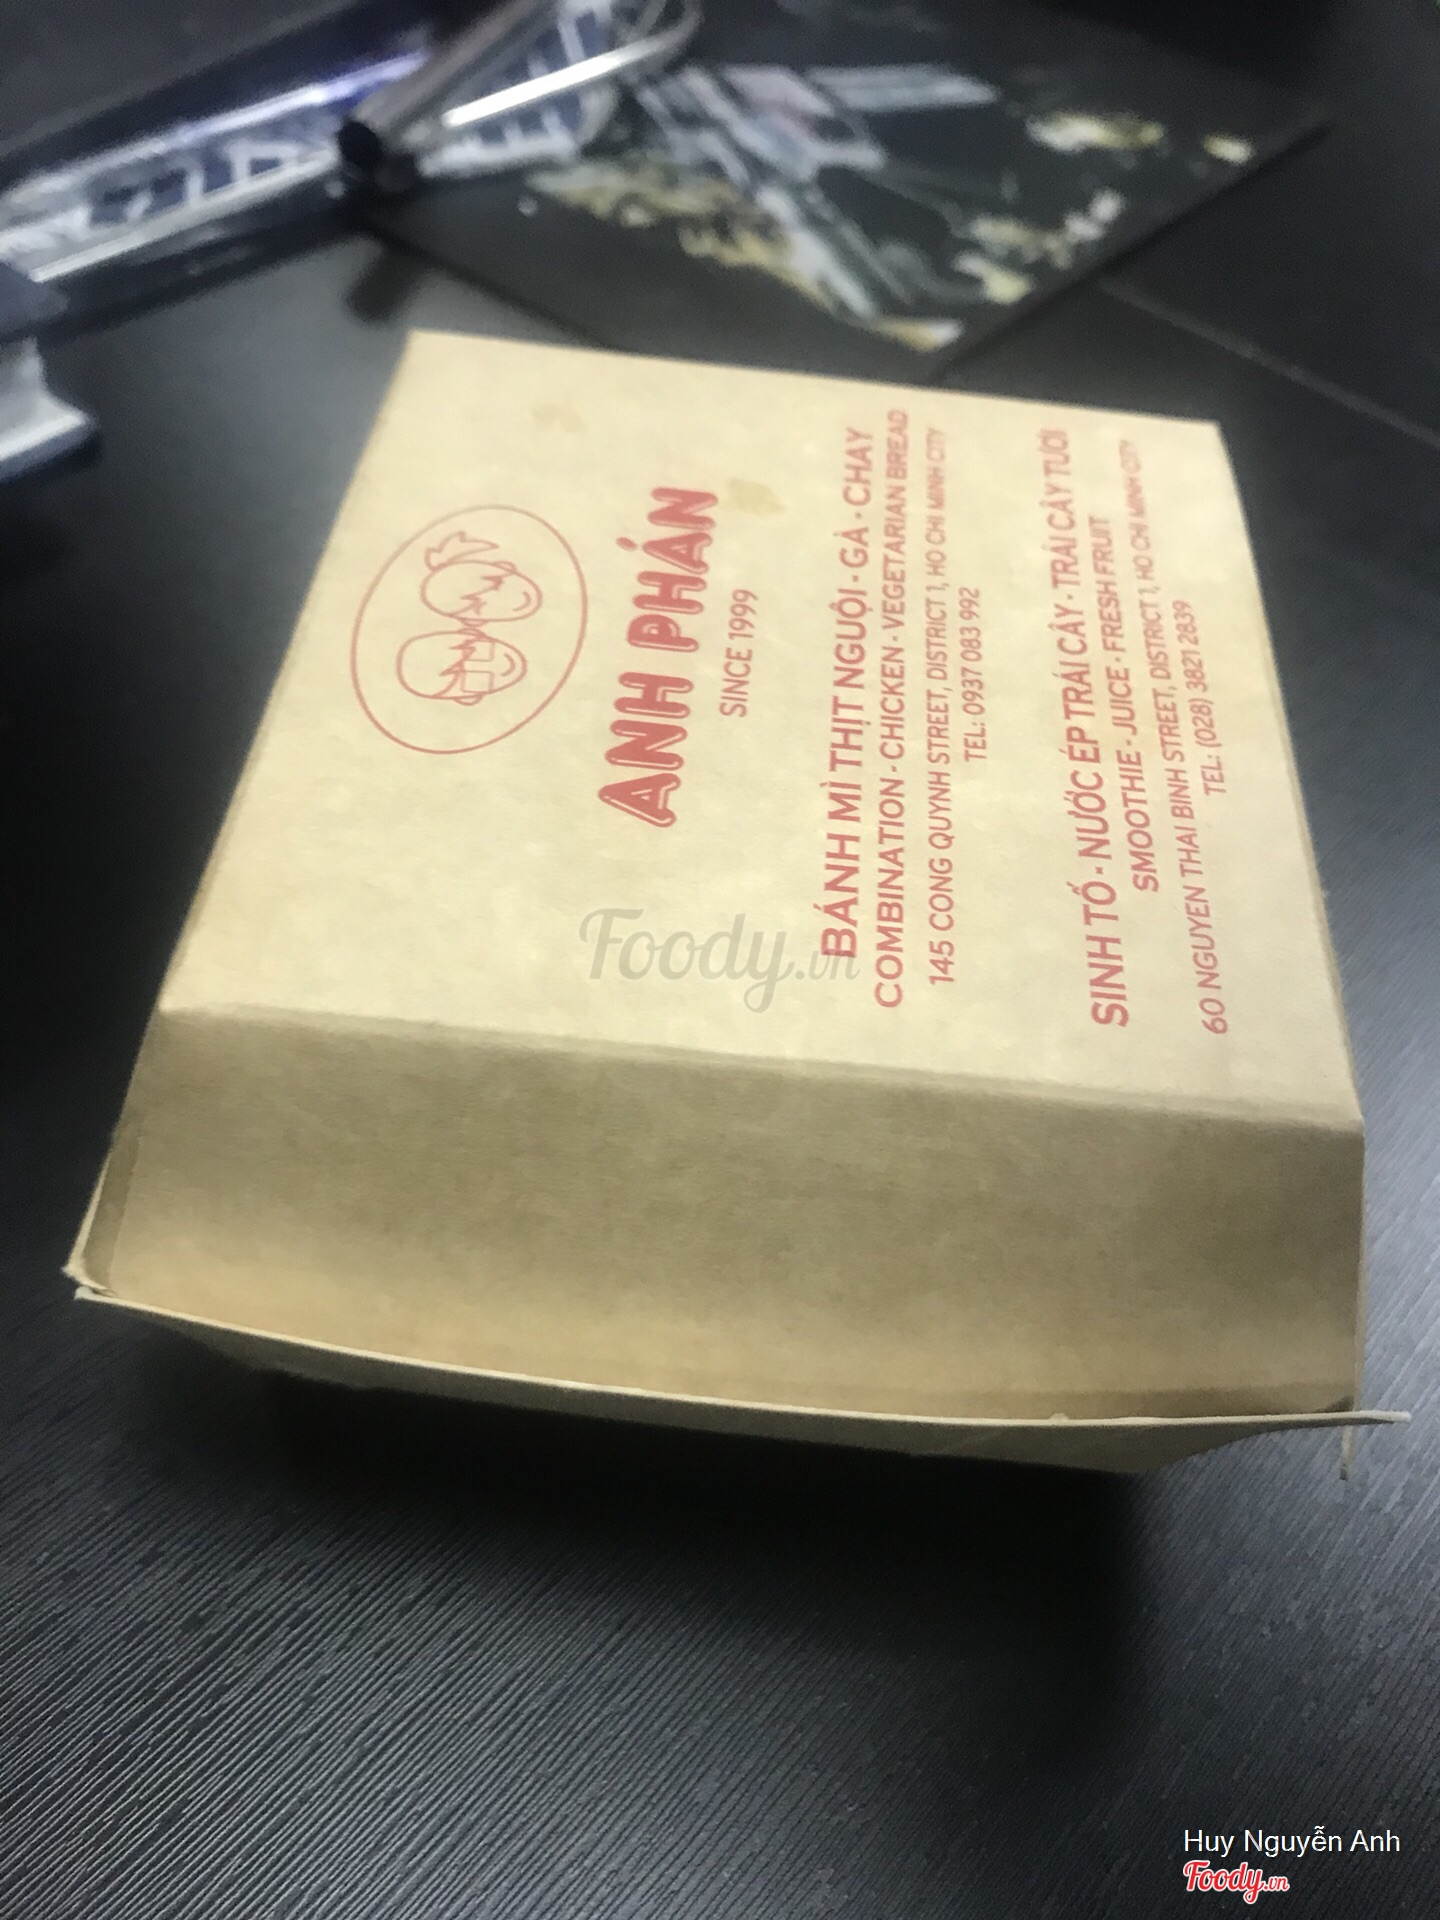 ANH PHÁN
SINCE 1999
BÁNH MÌ THỊT NGUỘI - GÀ - CHAY
COMBINATION - CHICKEN - VEGETARIAN BREAD
145 CONG QUYNH STREET, DISTRICT 1, HO CHI MINH CITY
TEL: 0937 083 992
SINH TỐ - NƯỚC ÉP TRÁI CÂY - TRÁI CÂY TƯƠI
SMOOTHIE - JUICE - FRESH FRUIT
60 NGUYEN THAI BINH STREET, DISTRICT 1, HO CHI MINH CITY
TEL: (028) 3821 2839
Foody.vn
Huy Nguyễn Anh
Foody.vn